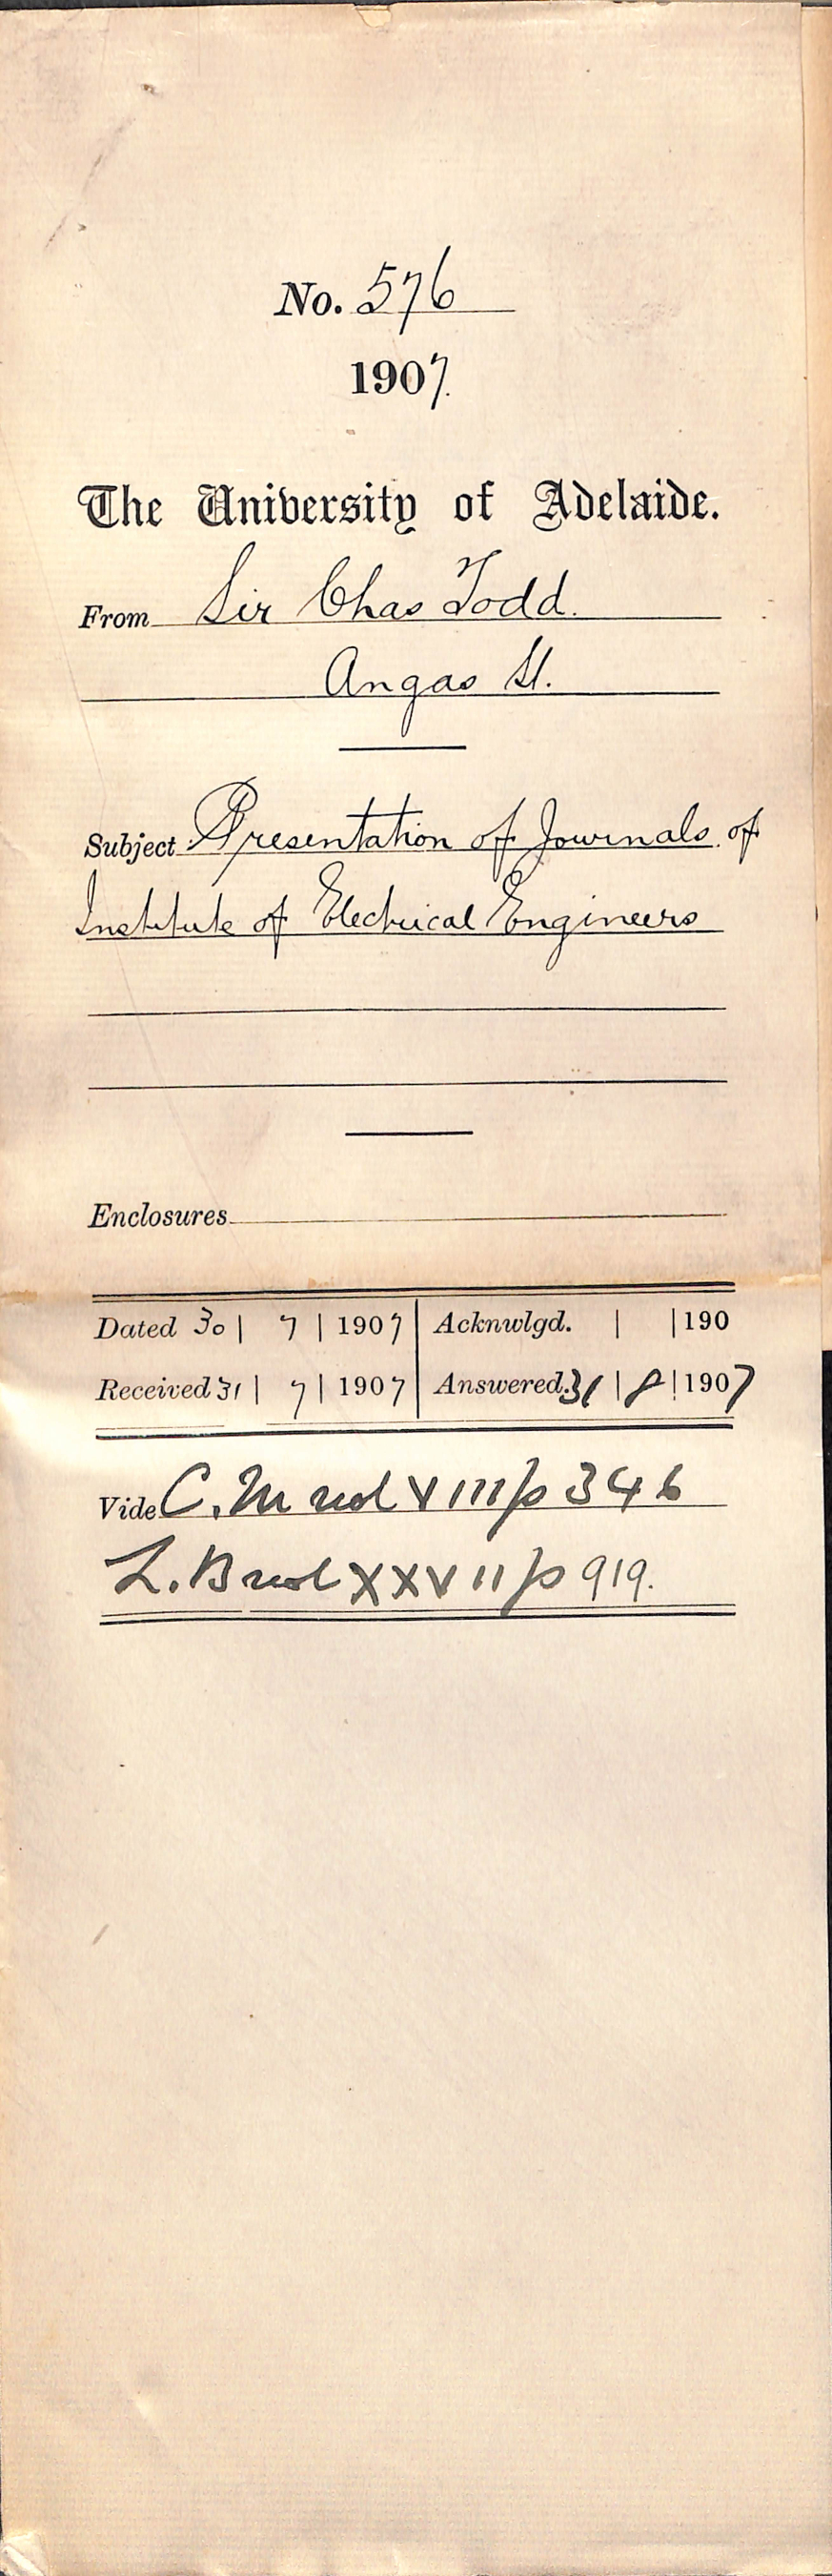 No. 576
1907.
The University of Adelaide.
From Sir Chas Todd.
Angas St.
Subject Presentation of Journals of
Institute of Electrical Engineers
Enclosures
Dated 30 | 7 | 1907 | Acknwlgd. | | 190
Received 31 | 7 | 1907 | Answered. 31 | 8 | 1907
Vide C. M vol VIII p 346
L. B vol XXVII p 919.